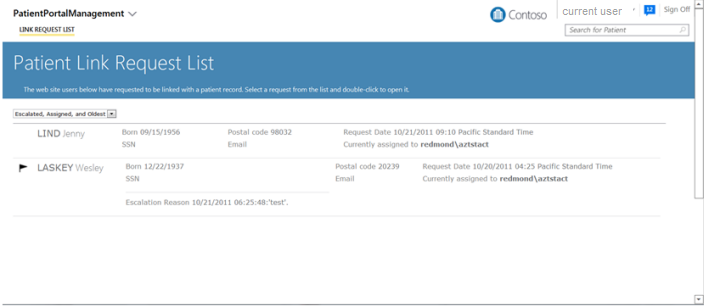 PatientPortalManagement
Contoso
current user
12
Sign Off
LINK REQUEST LIST
Search for Patient
Patient Link Request List
The web site users below have requested to be linked with a patient record. Select a request from the list and double-click to open it.
Escalated, Assigned, and Oldest
LIND Jenny Born 09/15/1956 Postal code 98032 Request Date 10/21/2011 09:10 Pacific Standard Time
SSN Email Currently assigned to redmond\aztstact
LASKEY Wesley Born 12/22/1937 Postal code 20239 Request Date 10/20/2011 04:25 Pacific Standard Time
SSN Email Currently assigned to redmond\aztstact
Escalation Reason 10/21/2011 06:25:48:'test'.